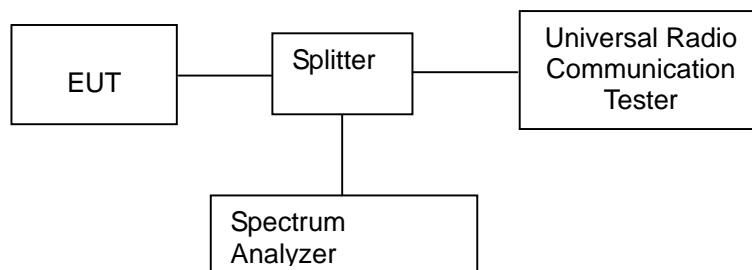 EUT
Splitter
Universal Radio
Communication
Tester
Spectrum
Analyzer